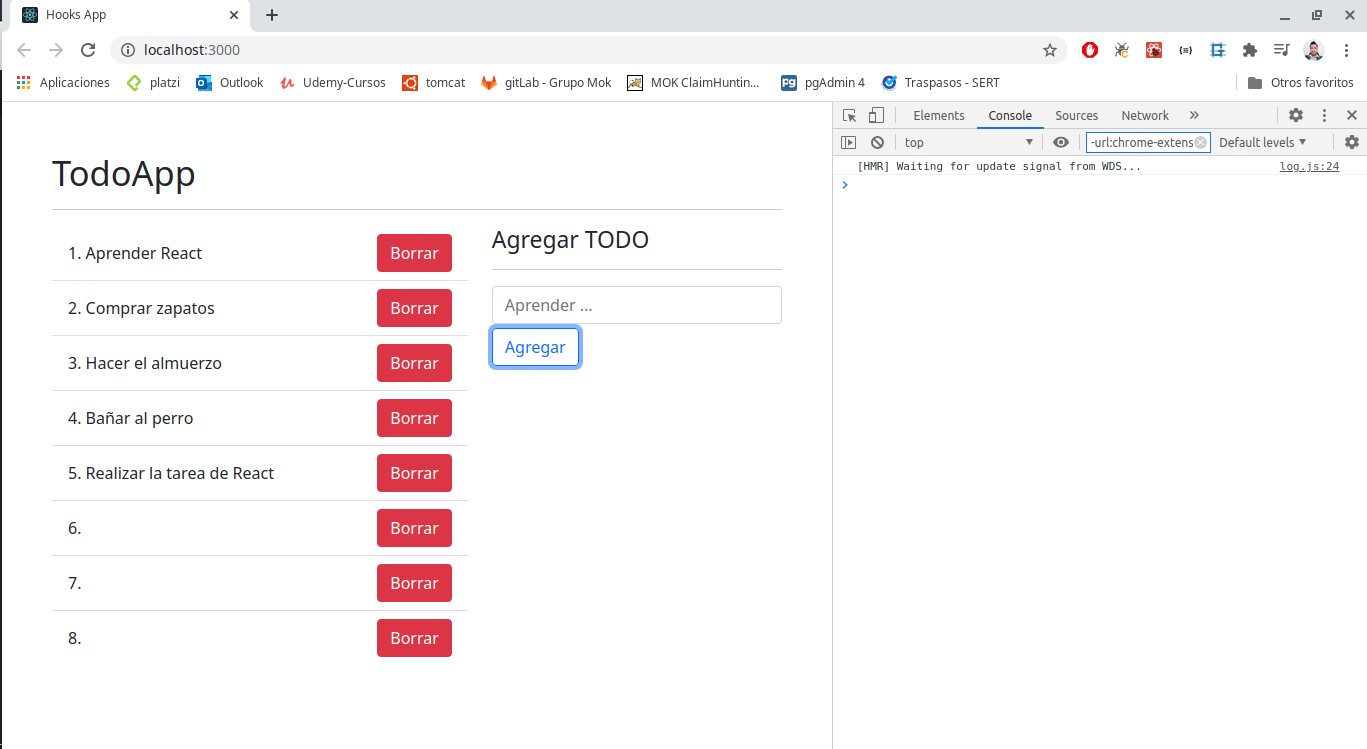 Hooks App
localhost:3000
Aplicaciones platzi Outlook Udemy-Cursos tomcat gitLab - Grupo Mok MOK ClaimHuntin... pgAdmin 4 Traspasos - SERT Otros favoritos
TodoApp
1. Aprender React Borrar
2. Comprar zapatos Borrar
3. Hacer el almuerzo Borrar
4. Bañar al perro Borrar
5. Realizar la tarea de React Borrar
6. Borrar
7. Borrar
8. Borrar
Agregar TODO
Aprender ...
Agregar
Elements Console Sources Network
top -url:chrome-extens Default levels
[HMR] Waiting for update signal from WDS... log.js:24